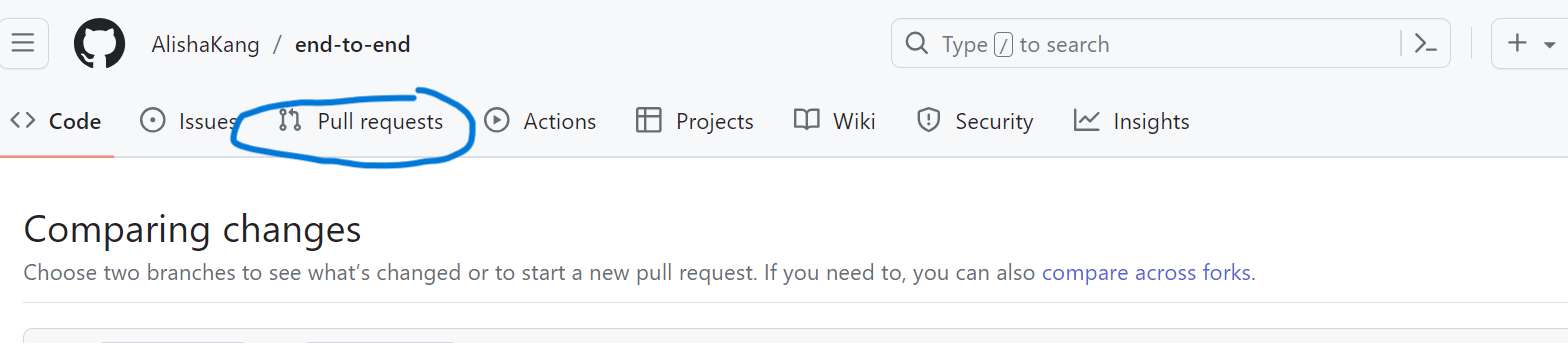 AlishaKang / end-to-end
Type / to search
Code Issues Pull requests Actions Projects Wiki Security Insights
Comparing changes
Choose two branches to see what's changed or to start a new pull request. If you need to, you can also compare across forks.